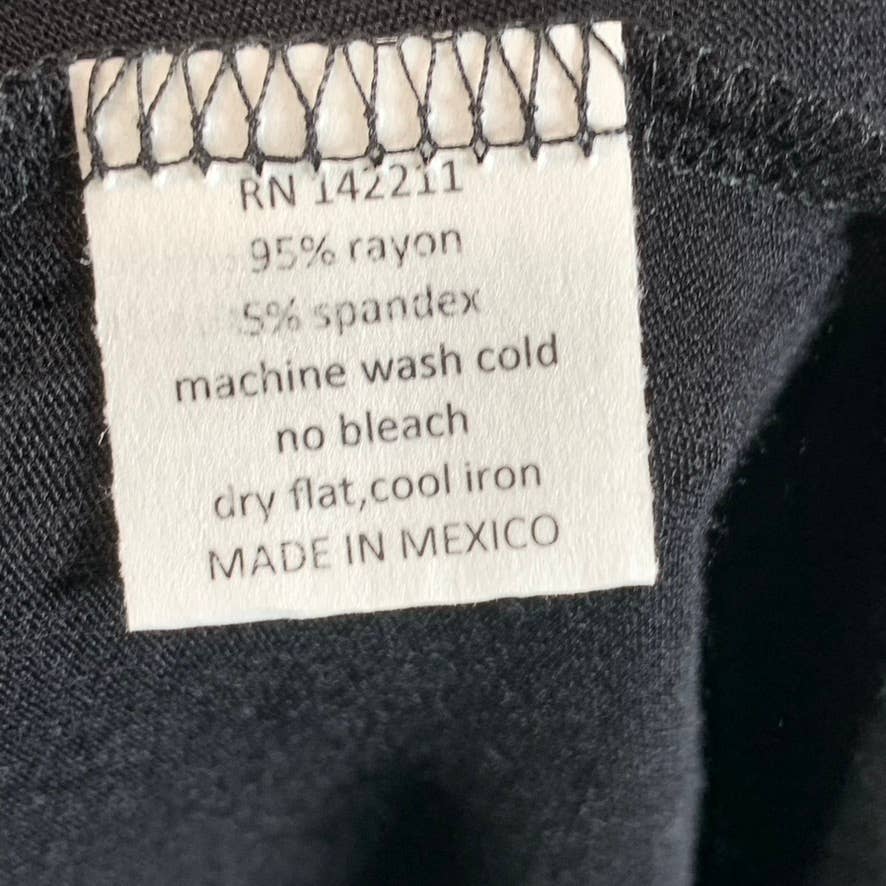 RN 142211
95% rayon
5% spandex
machine wash cold
no bleach
dry flat,cool iron
MADE IN MEXICO